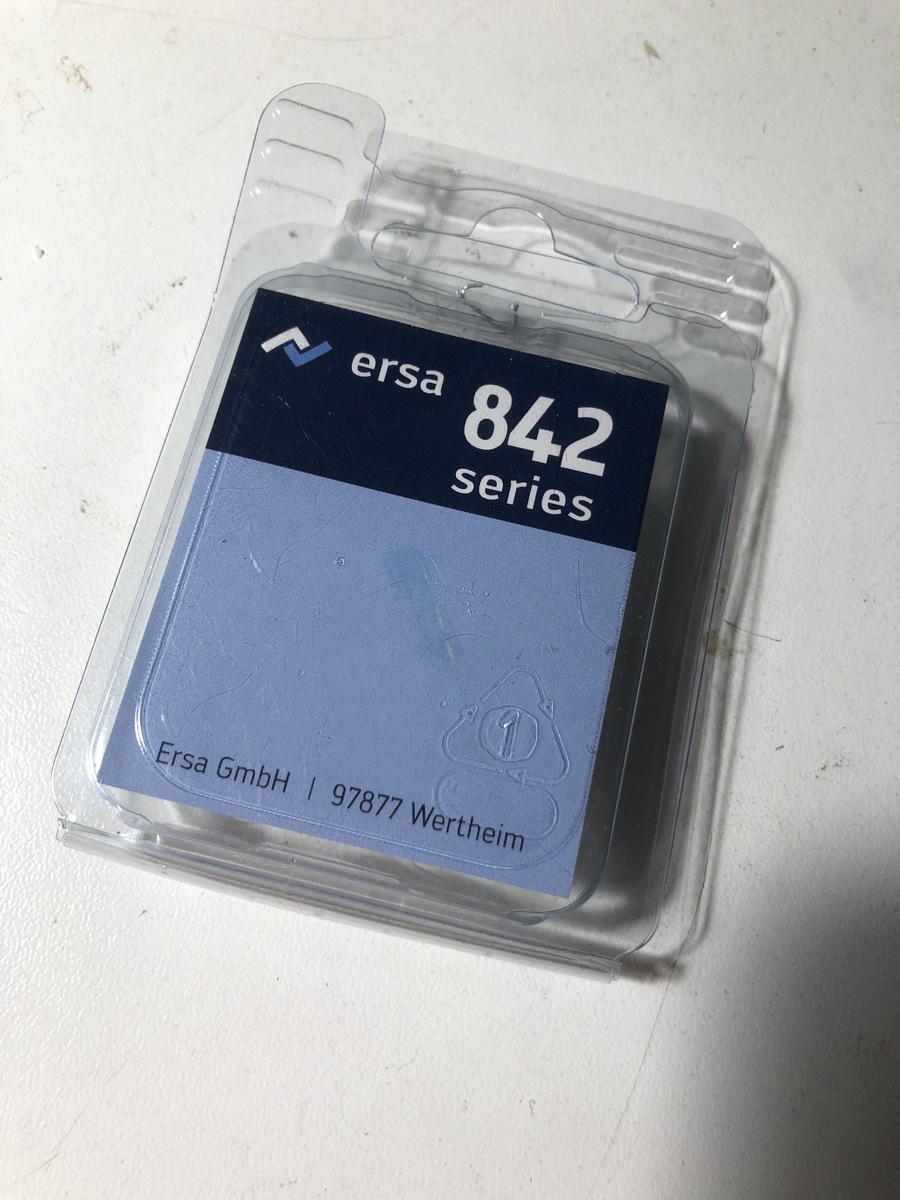 ersa
842
series
1
Ersa GmbH | 97877 Wertheim